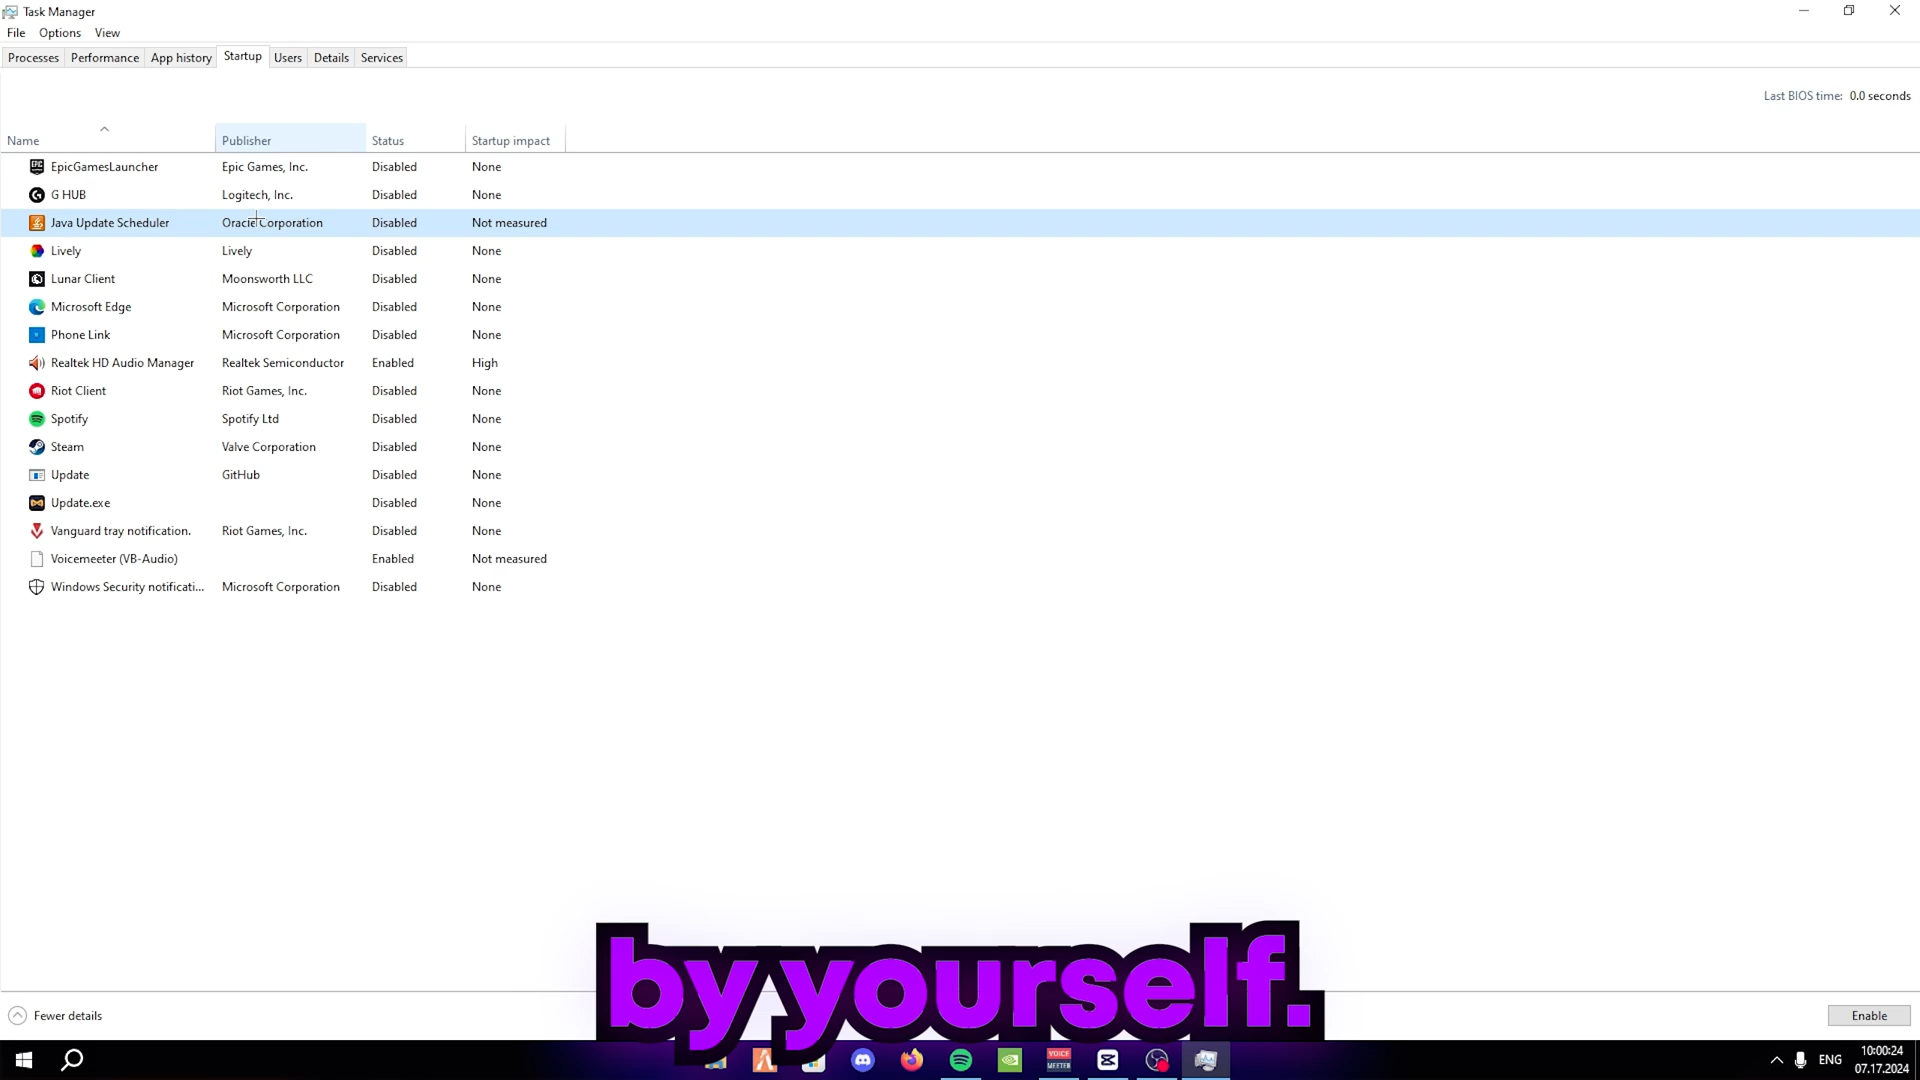 Task Manager
File Options View
Processes Performance App history Startup Users Details Services
Last BIOS time: 0.0 seconds
Name Publisher Status Startup impact
EpicGamesLauncher Epic Games, Inc. Disabled None
G HUB Logitech, Inc. Disabled None
Java Update Scheduler Oracle Corporation Disabled Not measured
Lively Lively Disabled None
Lunar Client Moonsworth LLC Disabled None
Microsoft Edge Microsoft Corporation Disabled None
Phone Link Microsoft Corporation Disabled None
Realtek HD Audio Manager Realtek Semiconductor Enabled High
Riot Client Riot Games, Inc. Disabled None
Spotify Spotify Ltd Disabled None
Steam Valve Corporation Disabled None
Update GitHub Disabled None
Update.exe Disabled None
Vanguard tray notification. Riot Games, Inc. Disabled None
Voicemeeter (VB-Audio) Enabled Not measured
Windows Security notificati... Microsoft Corporation Disabled None
by yourself.
Fewer details Enable
VOICE
MEETER
ENG
10:00:24
07.17.2024